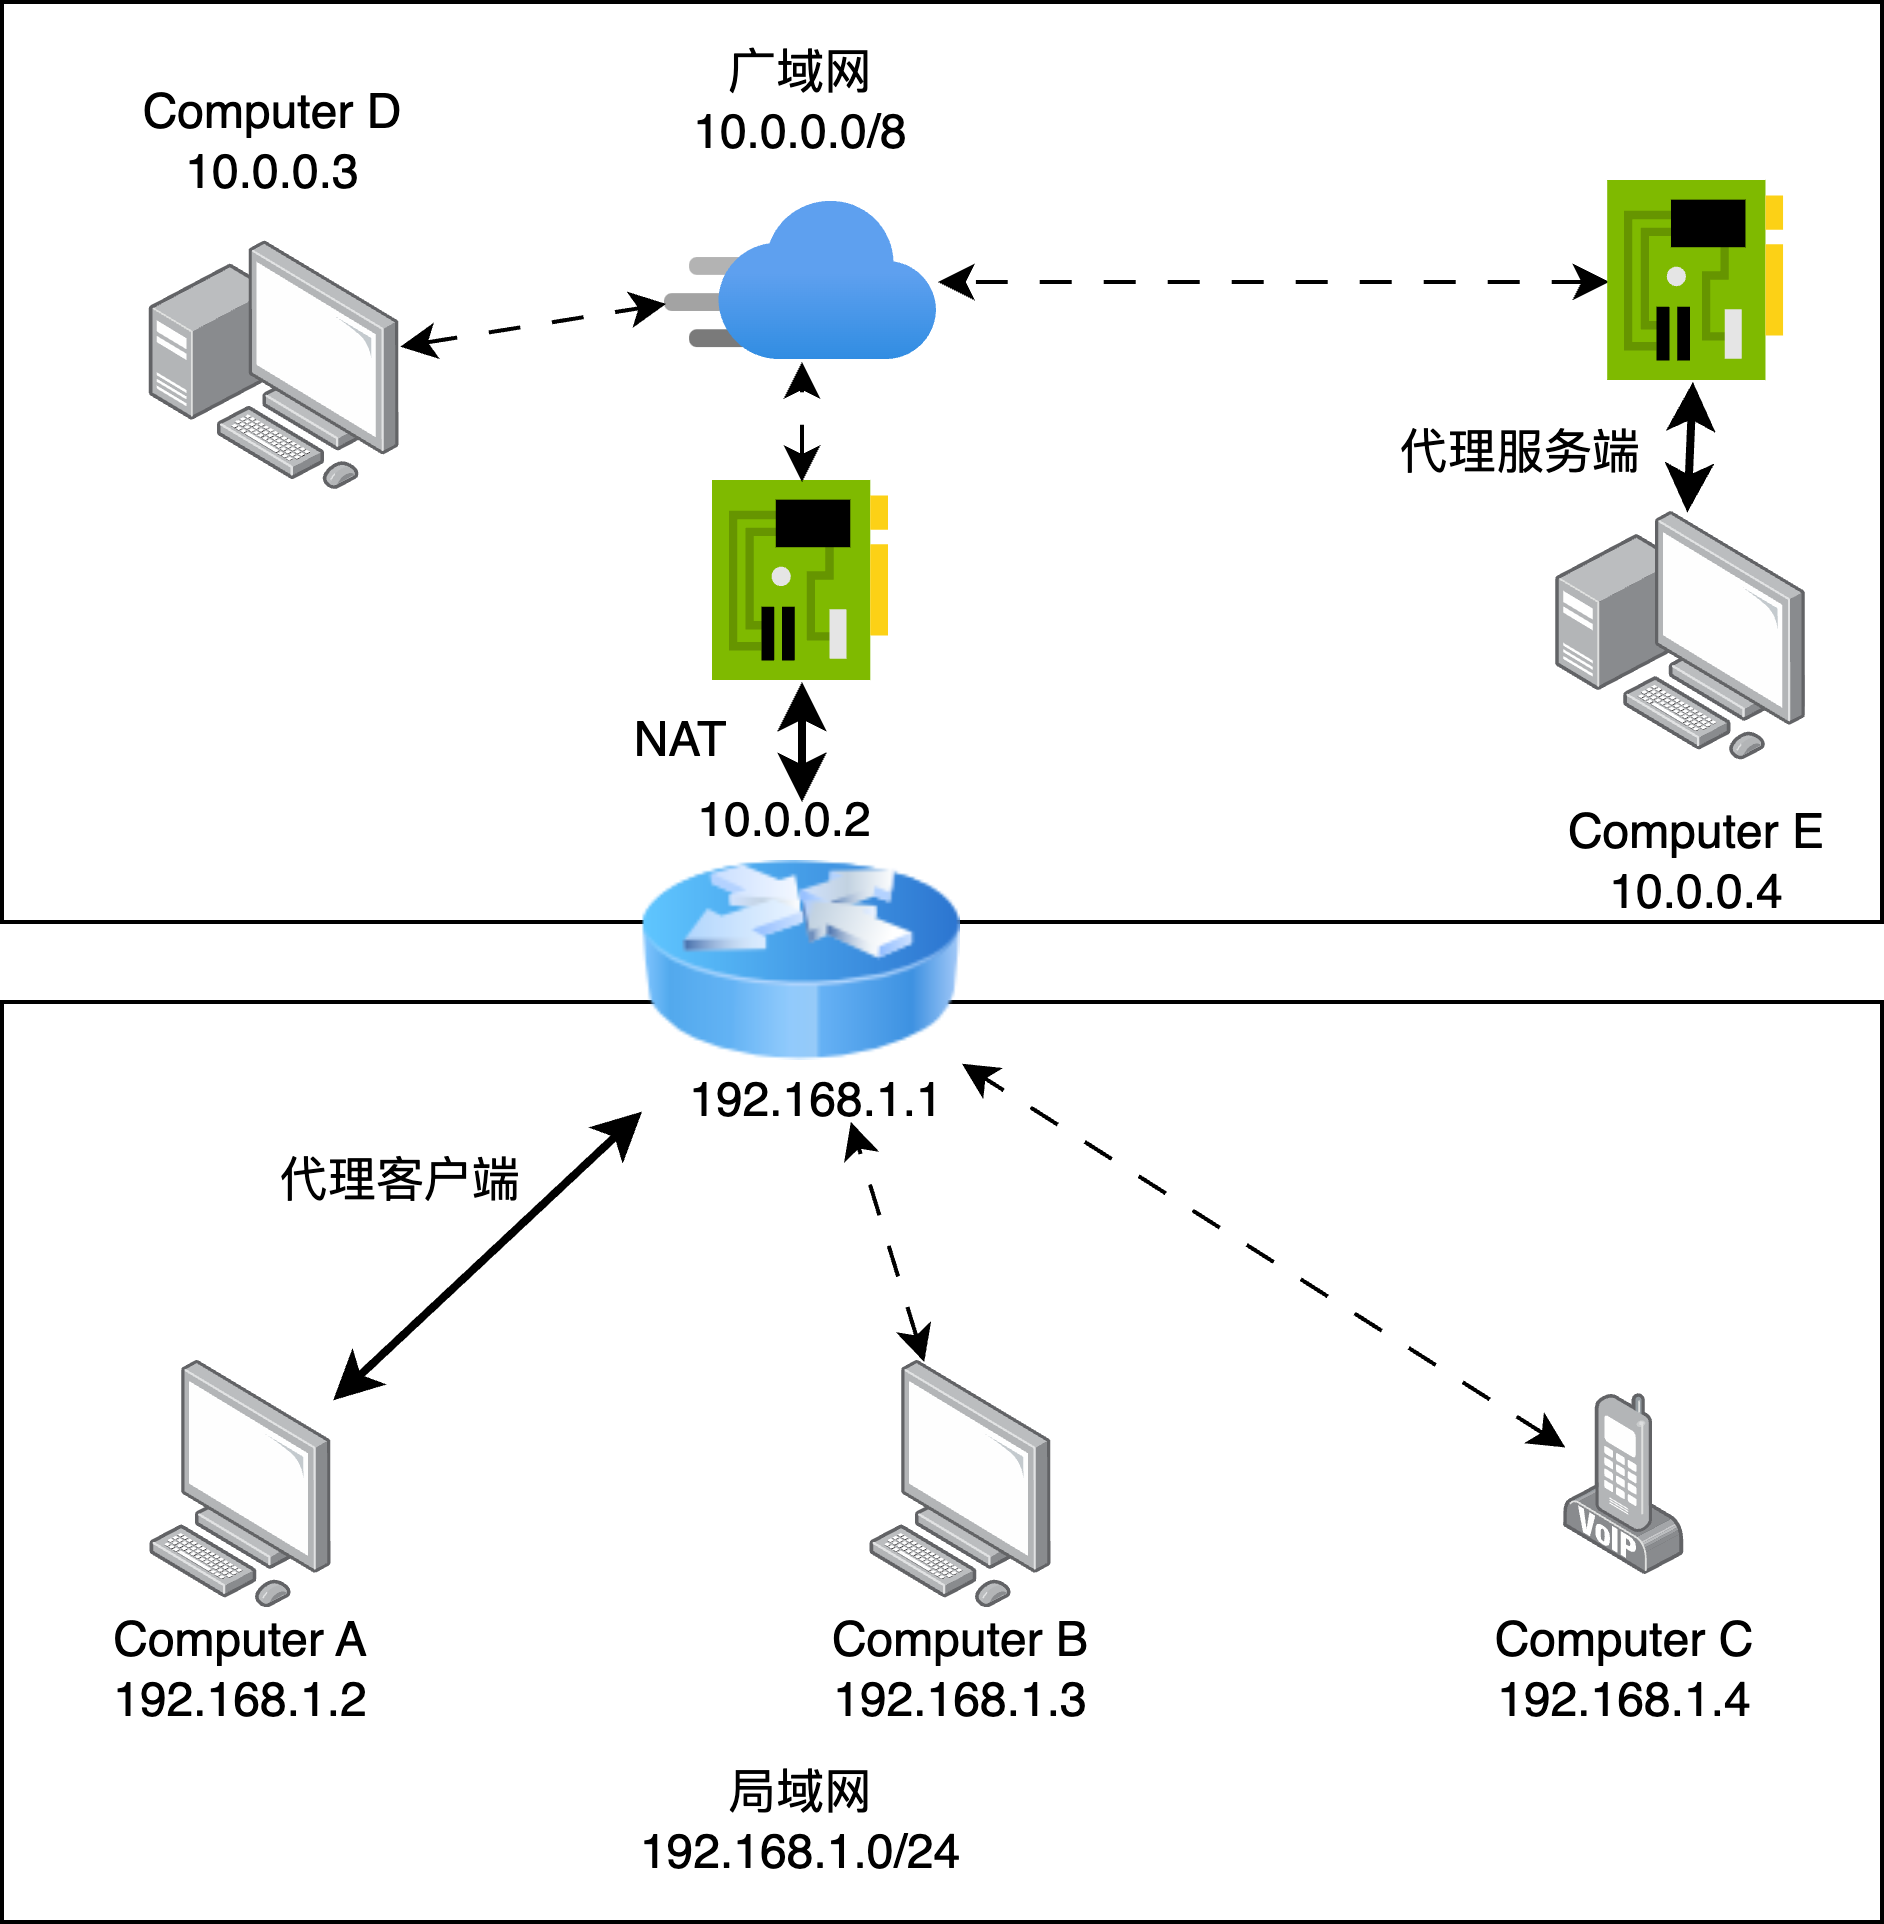 广域网
10.0.0.0/8
Computer D
10.0.0.3
代理服务端
NAT
10.0.0.2
Computer E
10.0.0.4
192.168.1.1
代理客户端
VoIP
Computer A
192.168.1.2
Computer B
192.168.1.3
Computer C
192.168.1.4
局域网
192.168.1.0/24